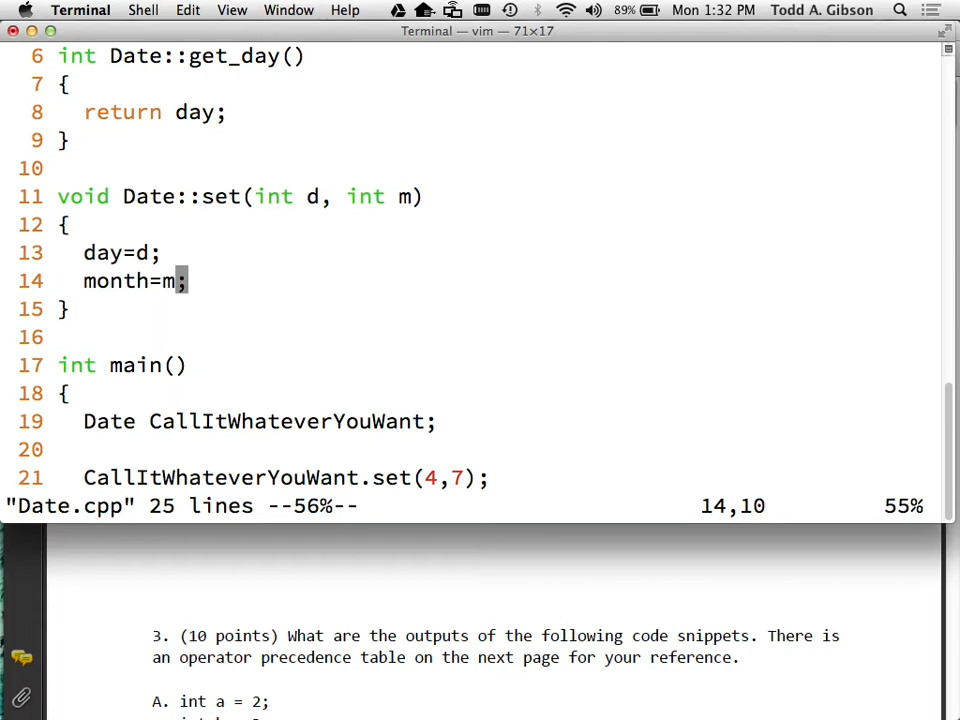 Terminal Shell Edit View Window Help 89% Mon 1:32 PM Todd A. Gibson
Terminal — vim — 71×17
6 int Date::get_day()
7 {
8 return day;
9 }
10
11 void Date::set(int d, int m)
12 {
13 day=d;
14 month=m;
15 }
16
17 int main()
18 {
19 Date CallItWhateverYouWant;
20
21 CallItWhateverYouWant.set(4,7);
"Date.cpp" 25 lines --56%-- 14,10 55%
3. (10 points) What are the outputs of the following code snippets. There is
an operator precedence table on the next page for your reference.
A. int a = 2;